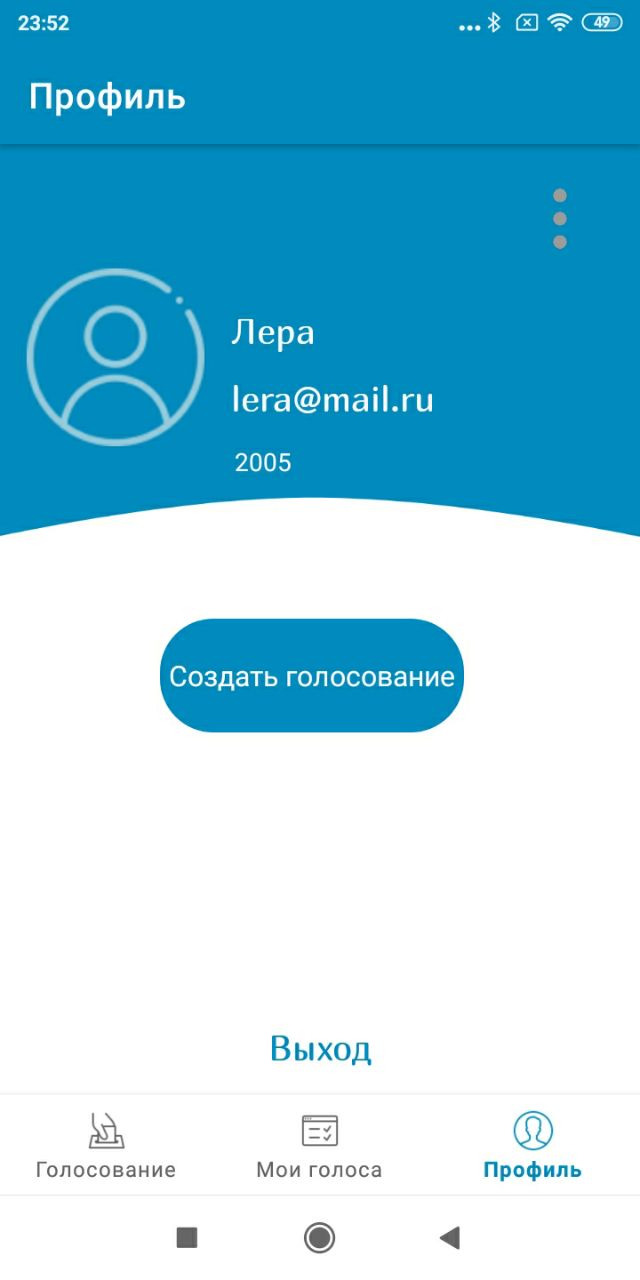 23:52
49
Профиль
Лера
lera@mail.ru
2005
Создать голосование
Выход
Голосование
Мои голоса
Профиль